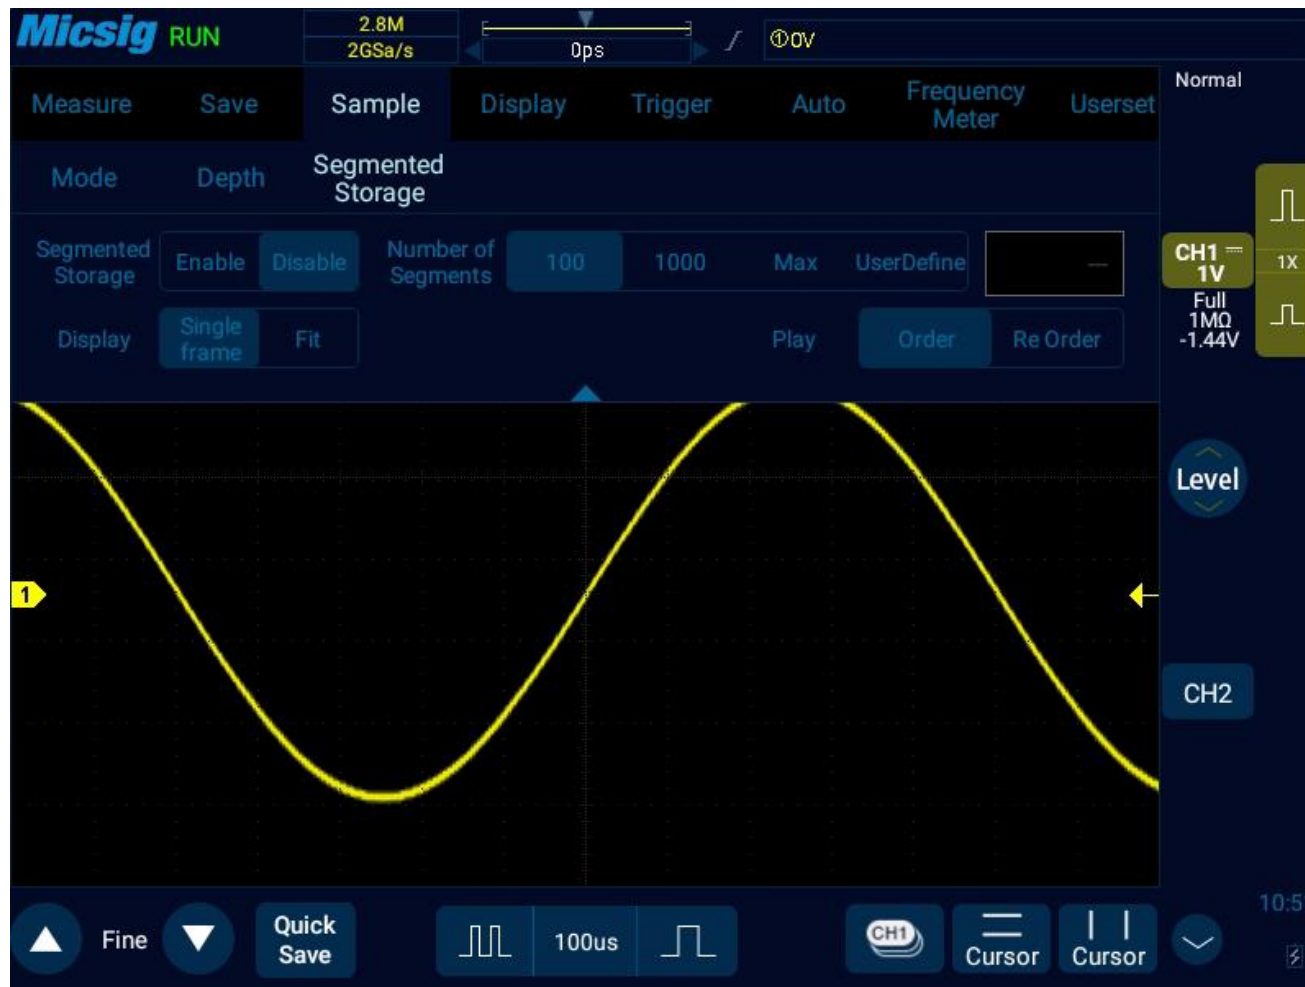 Micsig RUN
2.8M
2GSa/s
0ps
①0V
Measure Save Sample Display Trigger Auto Frequency Meter Userset
Normal
Mode Depth Segmented Storage
Segmented Storage Enable Disable Number of Segments 100 1000 Max UserDefine ---
Display Single frame Fit Play Order Re Order
CH1
1V
1X
Full
1MΩ
-1.44V
1
Level
CH2
Fine
Quick Save
100us
CH1
Cursor
Cursor
10:5